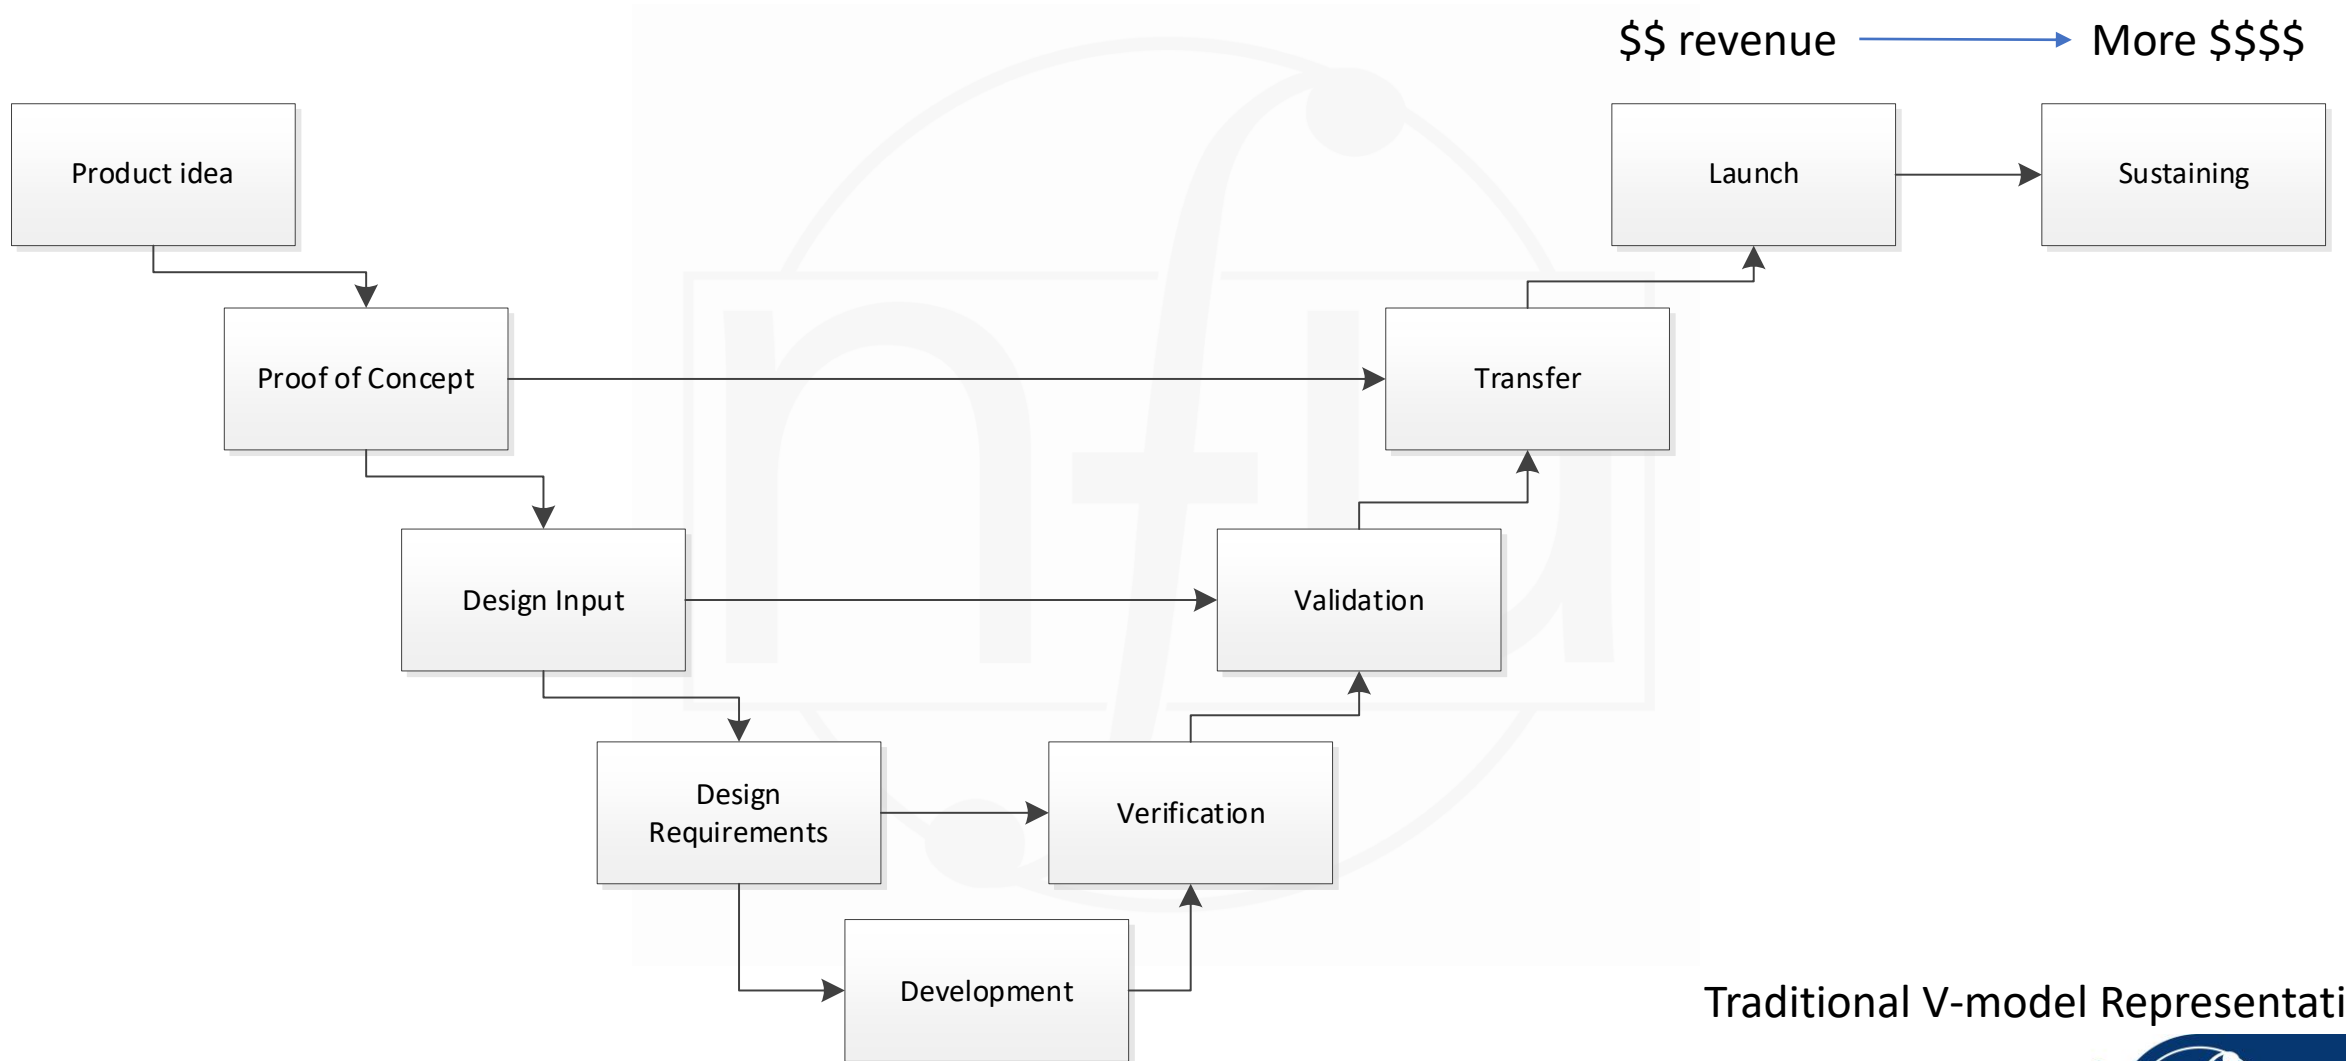 $$ revenue
More $$$$
Product idea
Launch
Sustaining
Proof of Concept
Transfer
Design Input
Validation
Design
Requirements
Verification
Development
Traditional V-model Representati
nfu